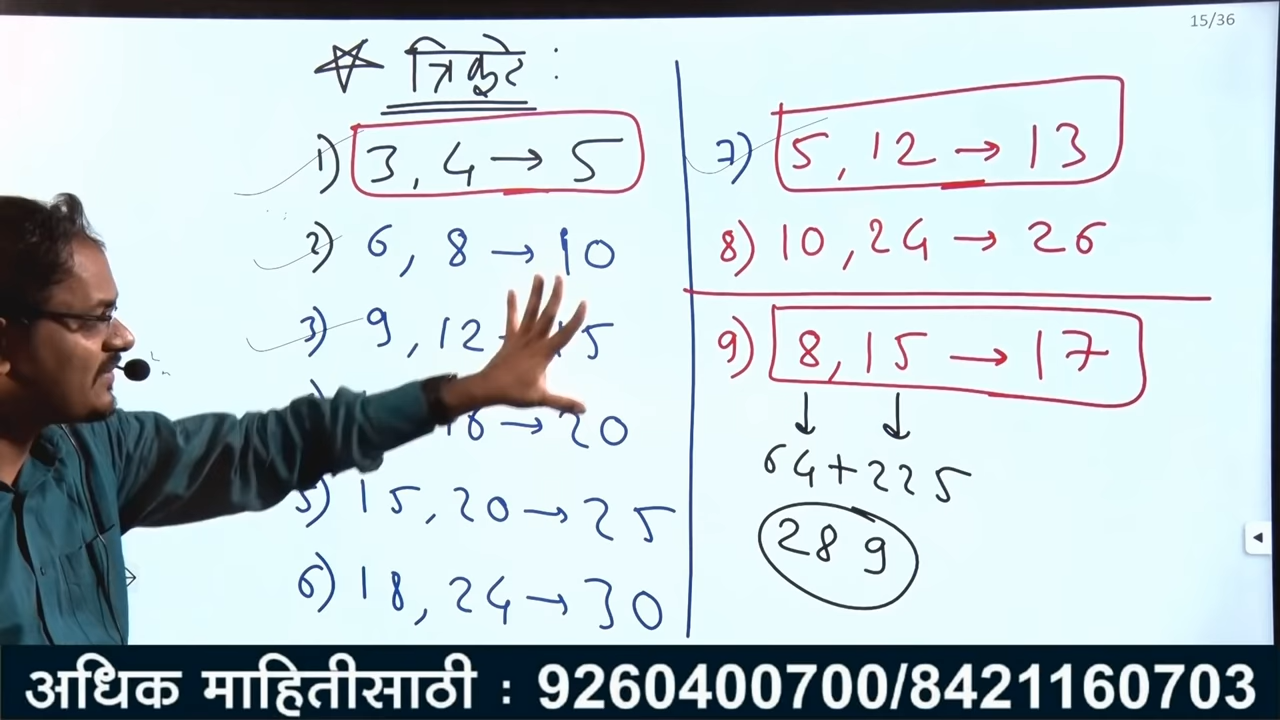 15/36
त्रिकुटे :
1) 3, 4 → 5
2) 6, 8 → 10
3) 9, 12 15
16 → 20
5) 15, 20 → 25
6) 18, 24 → 30
7) 5, 12 → 13
8) 10, 24 → 26
9) 8, 15 → 17
64+225
289
अधिक माहितीसाठी : 9260400700/8421160703